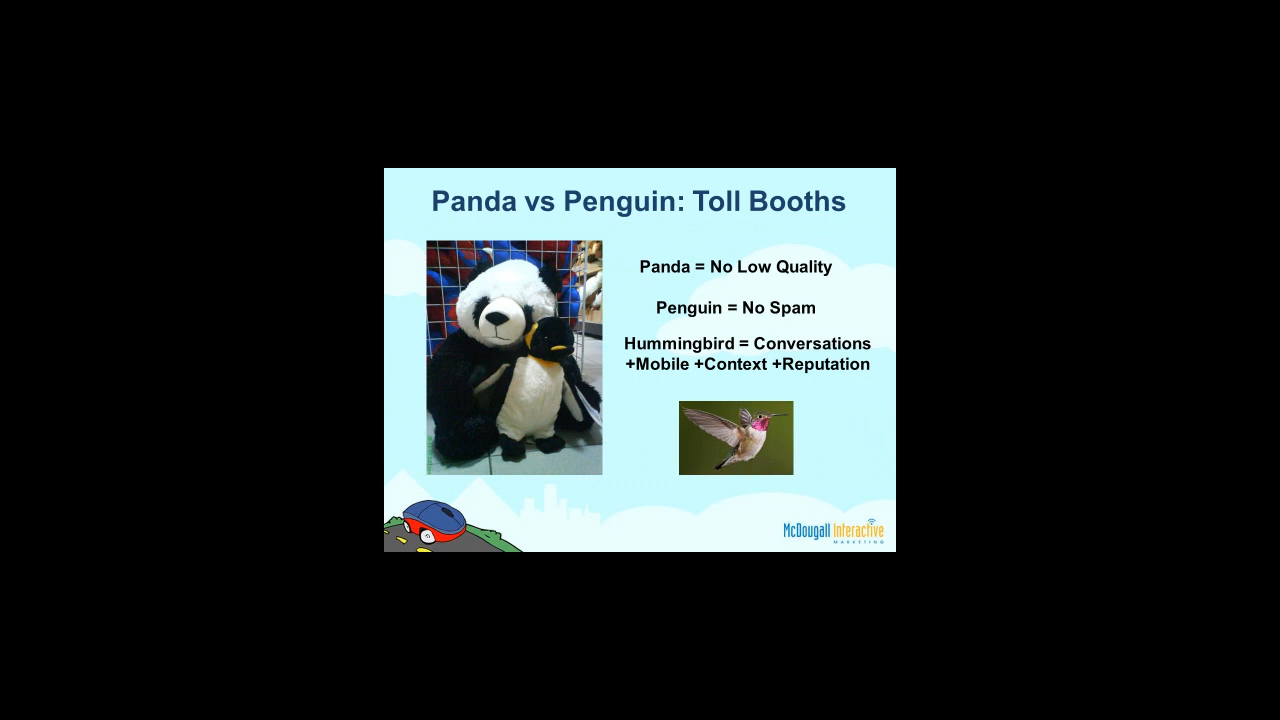 Panda vs Penguin: Toll Booths
Panda = No Low Quality
Penguin = No Spam
Hummingbird = Conversations
+Mobile +Context +Reputation
McDougall Interactive
MARKETING